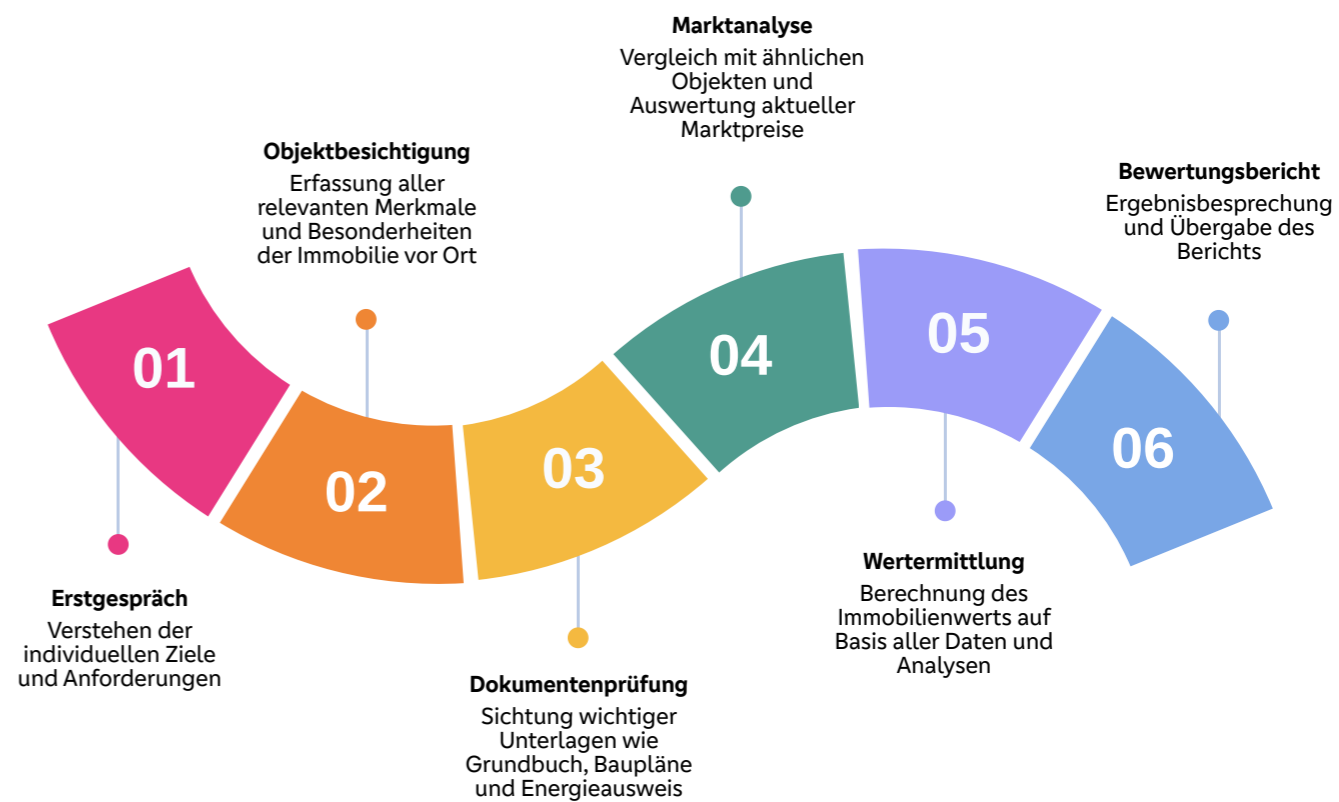 01
Erstgespräch
Verstehen der
individuellen Ziele
und Anforderungen
02
Objektbesichtigung
Erfassung aller
relevanten Merkmale
und Besonderheiten
der Immobilie vor Ort
03
Dokumentenprüfung
Sichtung wichtiger
Unterlagen wie
Grundbuch, Baupläne
und Energieausweis
04
Marktanalyse
Vergleich mit ähnlichen
Objekten und
Auswertung aktueller
Marktpreise
05
Wertermittlung
Berechnung des
Immobilienwerts auf
Basis aller Daten und
Analysen
06
Bewertungsbericht
Ergebnisbesprechung
und Übergabe des
Berichts